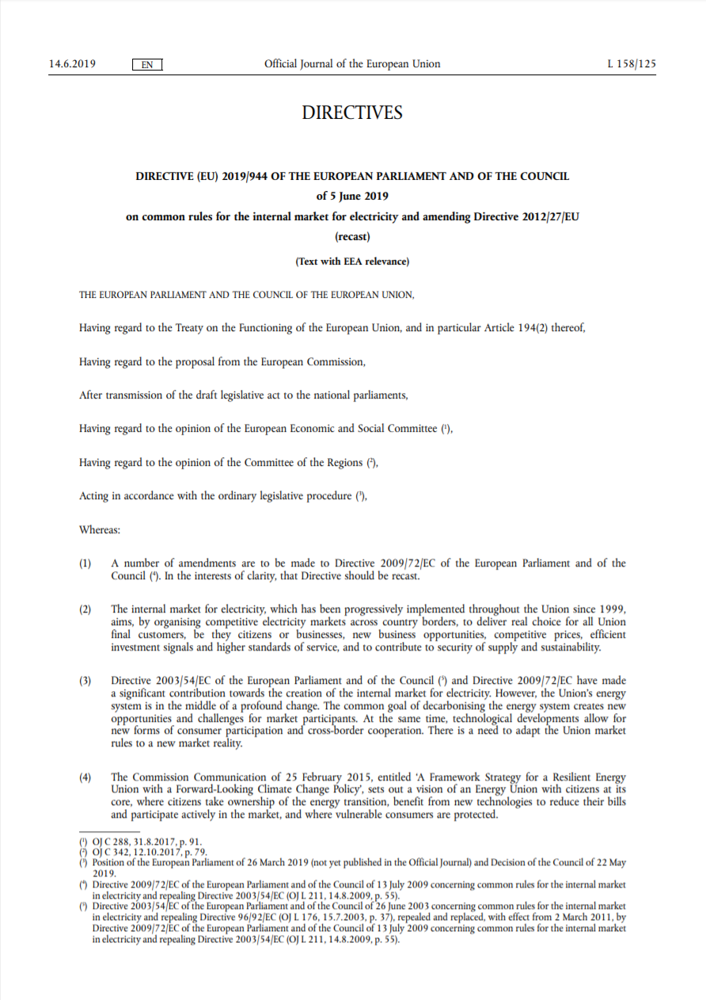 14.6.2019 EN Official Journal of the European Union L 158/125
DIRECTIVES
DIRECTIVE (EU) 2019/944 OF THE EUROPEAN PARLIAMENT AND OF THE COUNCIL
of 5 June 2019
on common rules for the internal market for electricity and amending Directive 2012/27/EU
(recast)
(Text with EEA relevance)
THE EUROPEAN PARLIAMENT AND THE COUNCIL OF THE EUROPEAN UNION,
Having regard to the Treaty on the Functioning of the European Union, and in particular Article 194(2) thereof,
Having regard to the proposal from the European Commission,
After transmission of the draft legislative act to the national parliaments,
Having regard to the opinion of the European Economic and Social Committee (¹),
Having regard to the opinion of the Committee of the Regions (²),
Acting in accordance with the ordinary legislative procedure (³),
Whereas:
(1) A number of amendments are to be made to Directive 2009/72/EC of the European Parliament and of the
Council (⁴). In the interests of clarity, that Directive should be recast.
(2) The internal market for electricity, which has been progressively implemented throughout the Union since 1999,
aims, by organising competitive electricity markets across country borders, to deliver real choice for all Union
final customers, be they citizens or businesses, new business opportunities, competitive prices, efficient
investment signals and higher standards of service, and to contribute to security of supply and sustainability.
(3) Directive 2003/54/EC of the European Parliament and of the Council (⁵) and Directive 2009/72/EC have made
a significant contribution towards the creation of the internal market for electricity. However, the Union's energy
system is in the middle of a profound change. The common goal of decarbonising the energy system creates new
opportunities and challenges for market participants. At the same time, technological developments allow for
new forms of consumer participation and cross-border cooperation. There is a need to adapt the Union market
rules to a new market reality.
(4) The Commission Communication of 25 February 2015, entitled ‘A Framework Strategy for a Resilient Energy
Union with a Forward-Looking Climate Change Policy’, sets out a vision of an Energy Union with citizens at its
core, where citizens take ownership of the energy transition, benefit from new technologies to reduce their bills
and participate actively in the market, and where vulnerable consumers are protected.
(¹) OJ C 288, 31.8.2017, p. 91.
(²) OJ C 342, 12.10.2017, p. 79.
(³) Position of the European Parliament of 26 March 2019 (not yet published in the Official Journal) and Decision of the Council of 22 May
2019.
(⁴) Directive 2009/72/EC of the European Parliament and of the Council of 13 July 2009 concerning common rules for the internal market
in electricity and repealing Directive 2003/54/EC (OJ L 211, 14.8.2009, p. 55).
(⁵) Directive 2003/54/EC of the European Parliament and of the Council of 26 June 2003 concerning common rules for the internal market
in electricity and repealing Directive 96/92/EC (OJ L 176, 15.7.2003, p. 37), repealed and replaced, with effect from 2 March 2011, by
Directive 2009/72/EC of the European Parliament and of the Council of 13 July 2009 concerning common rules for the internal market
in electricity and repealing Directive 2003/54/EC (OJ L 211, 14.8.2009, p. 55).